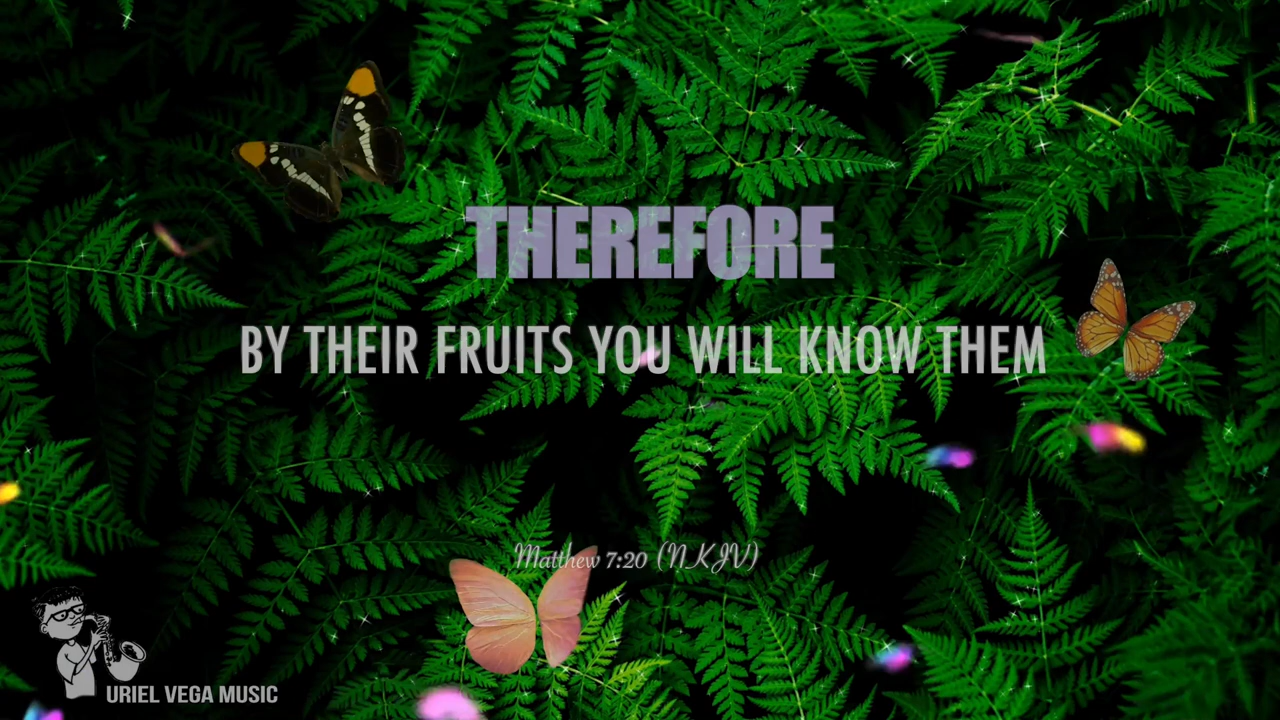 THEREFORE
BY THEIR FRUITS YOU WILL KNOW THEM
Matthew 7:20 (NKJV)
URIEL VEGA MUSIC